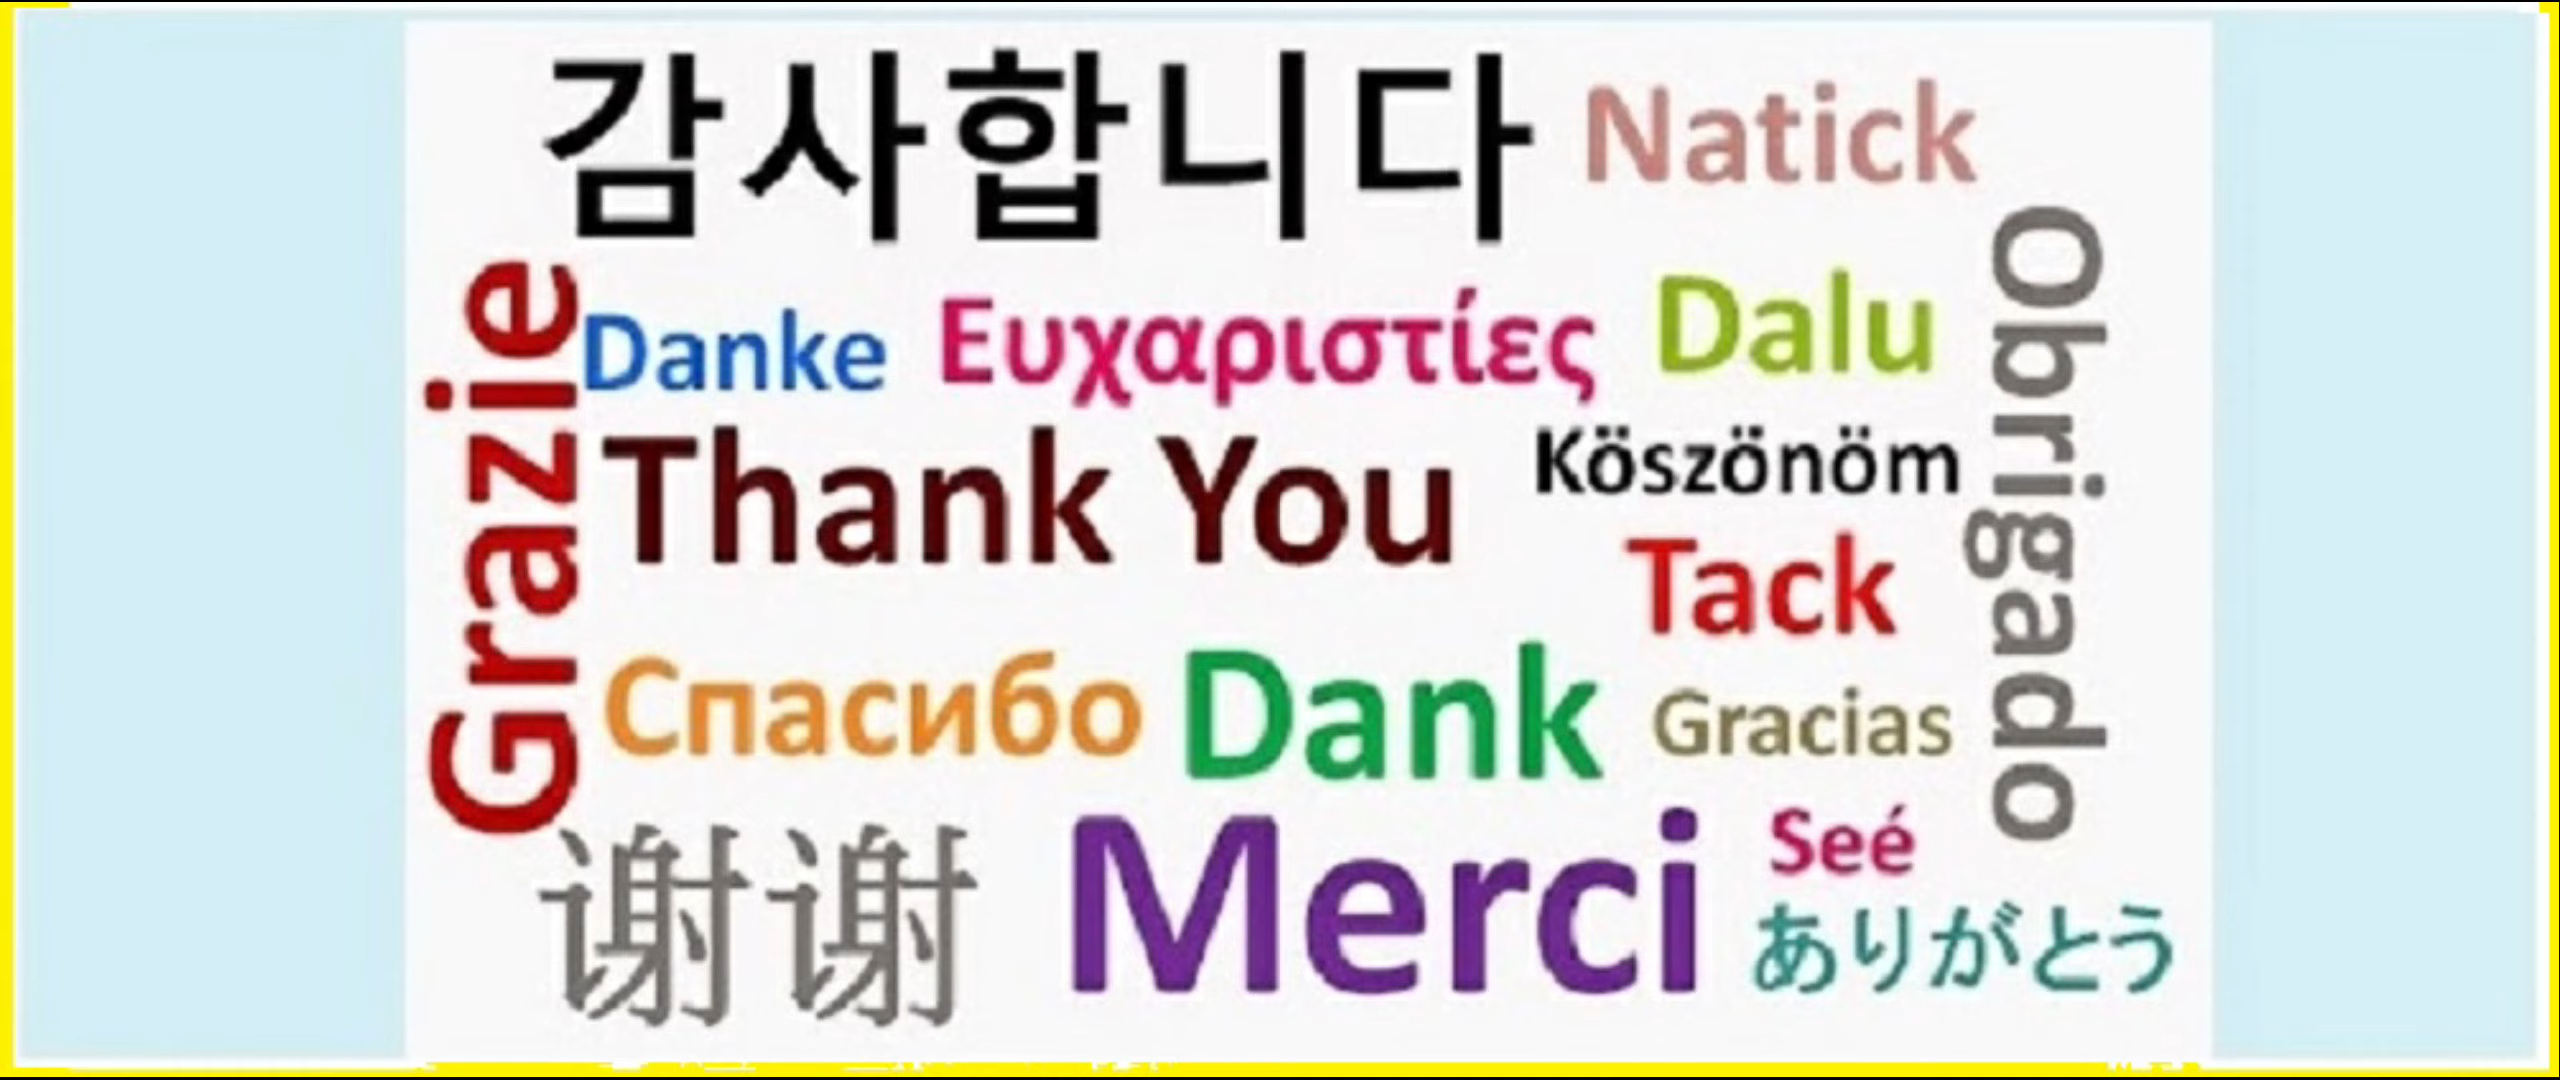 감사합니다 Natick
Grazie
Danke Ευχαριστίες Dalu
Obrigado
Thank You Köszönöm
Tack
Спасибо Dank Gracias
谢谢 Merci Seé
ありがとう